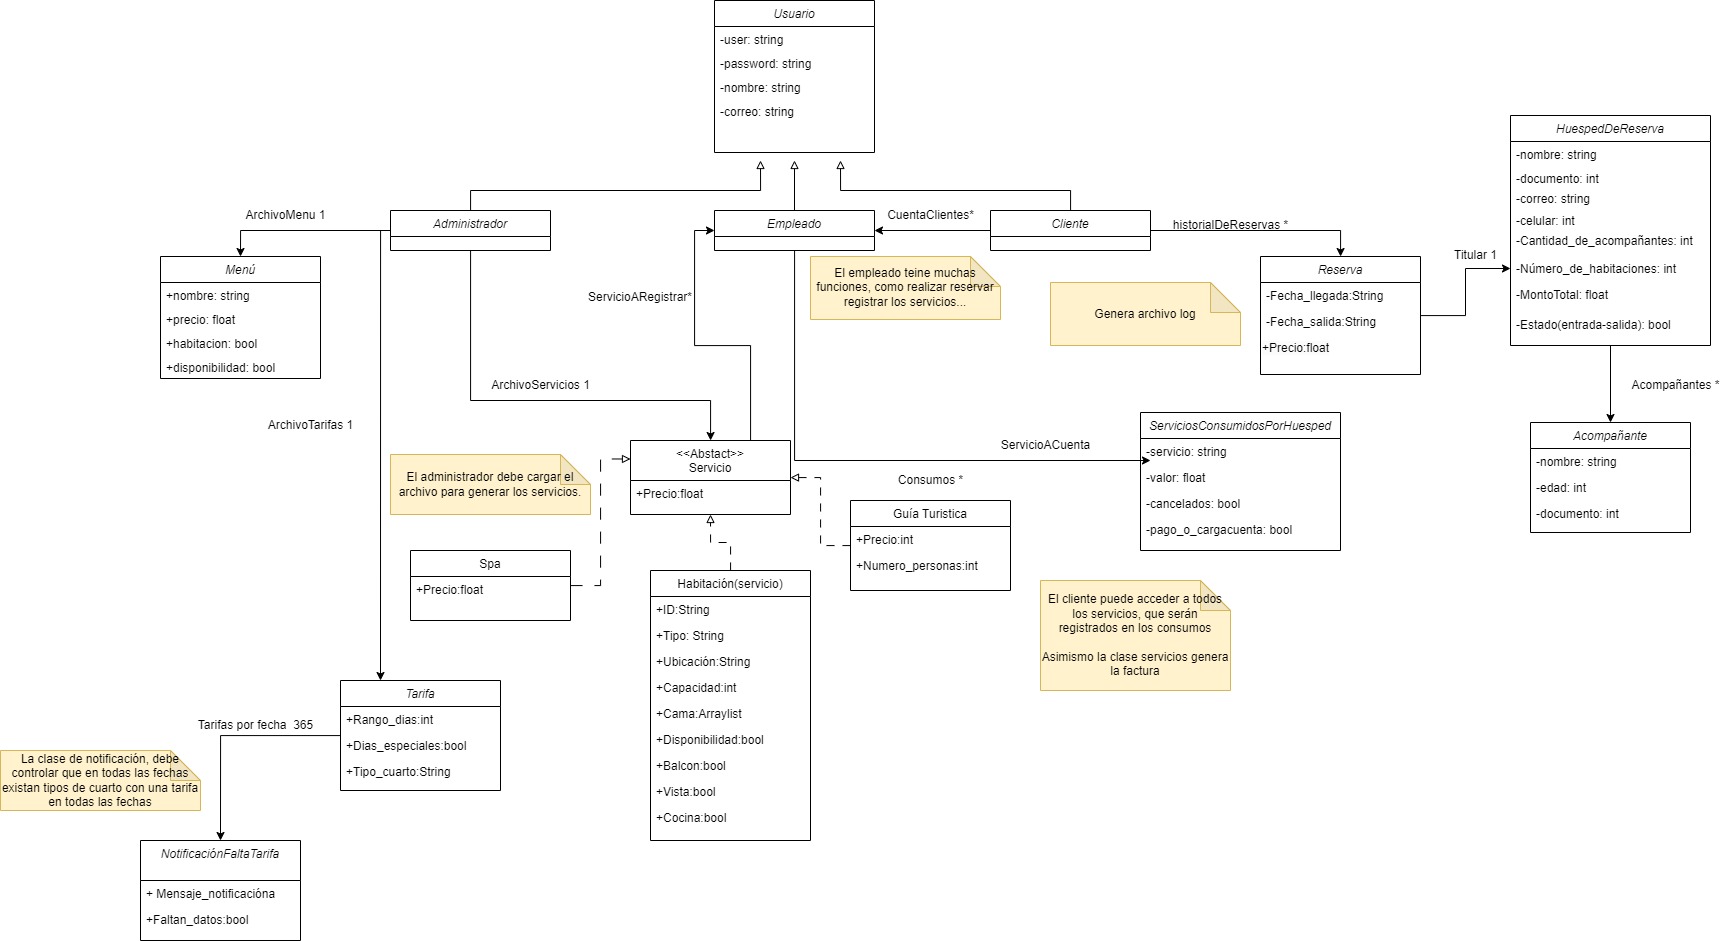 Usuario
-user: string
-password: string
-nombre: string
-correo: string
HuespedDeReserva
-nombre: string
-documento: int
-correo: string
-celular: int
-Cantidad_de_acompañantes: int
-Número_de_habitaciones: int
-MontoTotal: float
-Estado(entrada-salida): bool
ArchivoMenu 1
Administrador
Empleado
CuentaClientes*
Cliente
historialDeReservas *
Titular 1
Menú
+nombre: string
+precio: float
+habitacion: bool
+disponibilidad: bool
ServicioARegistrar*
El empleado teine muchas
funciones, como realizar reservar
registrar los servicios...
Genera archivo log
Reserva
-Fecha_llegada:String
-Fecha_salida:String
+Precio:float
ArchivoServicios 1
Acompañantes *
ArchivoTarifas 1
<<Abstact>>
Servicio
+Precio:float
ServicioACuenta
ServiciosConsumidosPorHuesped
-servicio: string
-valor: float
-cancelados: bool
-pago_o_cargacuenta: bool
Acompañante
-nombre: string
-edad: int
-documento: int
El administrador debe cargar el
archivo para generar los servicios.
Consumos *
Guía Turistica
+Precio:int
+Numero_personas:int
Spa
+Precio:float
Habitación(servicio)
+ID:String
+Tipo: String
+Ubicación:String
+Capacidad:int
+Cama:Arraylist
+Disponibilidad:bool
+Balcon:bool
+Vista:bool
+Cocina:bool
El cliente puede acceder a todos
los servicios, que serán
registrados en los consumos
Asimismo la clase servicios genera
la factura
Tarifa
+Rango_dias:int
+Dias_especiales:bool
+Tipo_cuarto:String
Tarifas por fecha  365
La clase de notificación, debe
controlar que en todas las fechas
existan tipos de cuarto con una tarifa
en todas las fechas
NotificaciónFaltaTarifa
+ Mensaje_notificacióna
+Faltan_datos:bool